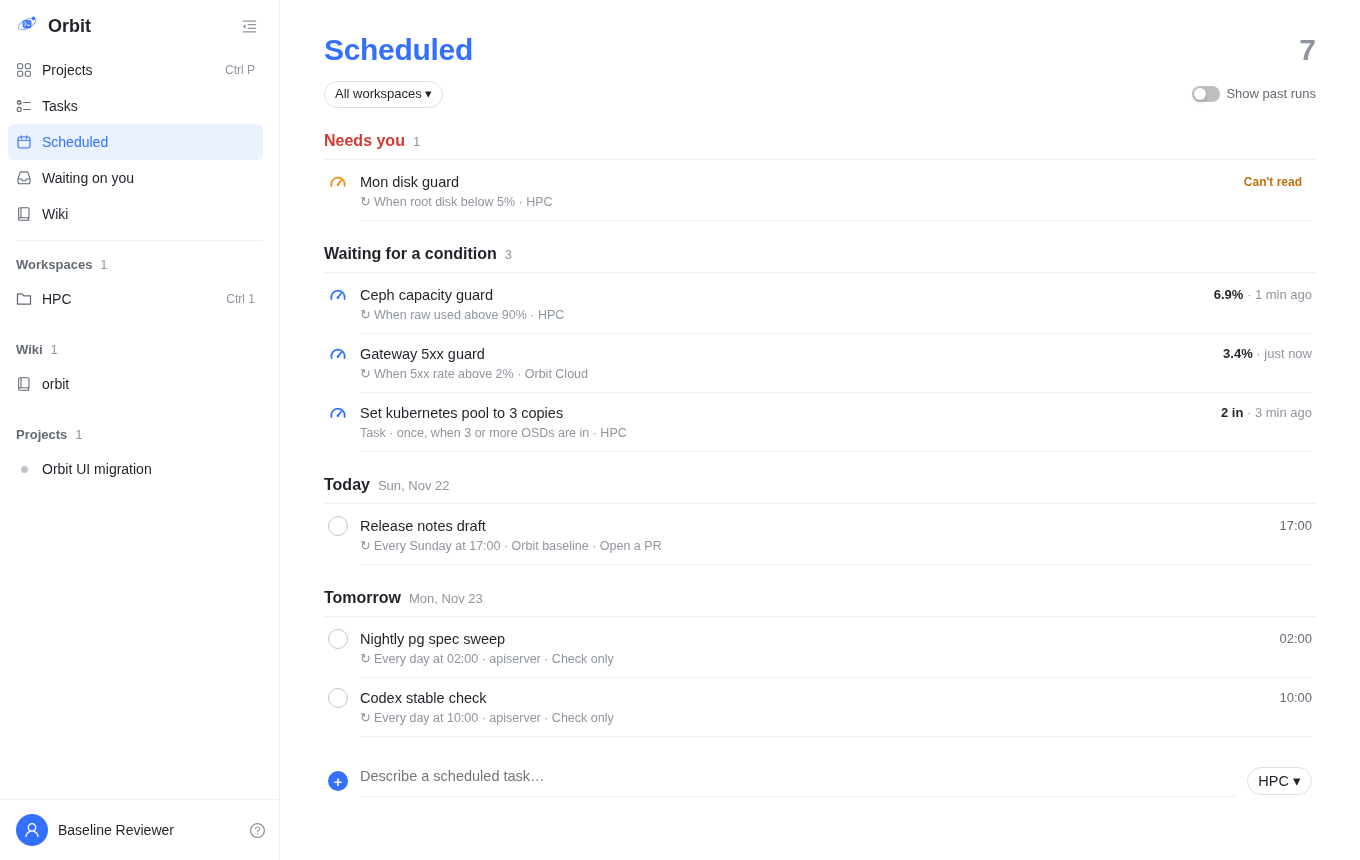 Orbit
Projects Ctrl P
Tasks
Scheduled
Waiting on you
Wiki
Workspaces 1
HPC Ctrl 1
Wiki 1
orbit
Projects 1
Orbit UI migration
Baseline Reviewer
Scheduled 7
All workspaces ▾ Show past runs
Needs you 1
Mon disk guard Can't read
↻ When root disk below 5% · HPC
Waiting for a condition 3
Ceph capacity guard 6.9% · 1 min ago
↻ When raw used above 90% · HPC
Gateway 5xx guard 3.4% · just now
↻ When 5xx rate above 2% · Orbit Cloud
Set kubernetes pool to 3 copies 2 in · 3 min ago
Task · once, when 3 or more OSDs are in · HPC
Today Sun, Nov 22
Release notes draft 17:00
↻ Every Sunday at 17:00 · Orbit baseline · Open a PR
Tomorrow Mon, Nov 23
Nightly pg spec sweep 02:00
↻ Every day at 02:00 · apiserver · Check only
Codex stable check 10:00
↻ Every day at 10:00 · apiserver · Check only
Describe a scheduled task… HPC ▾